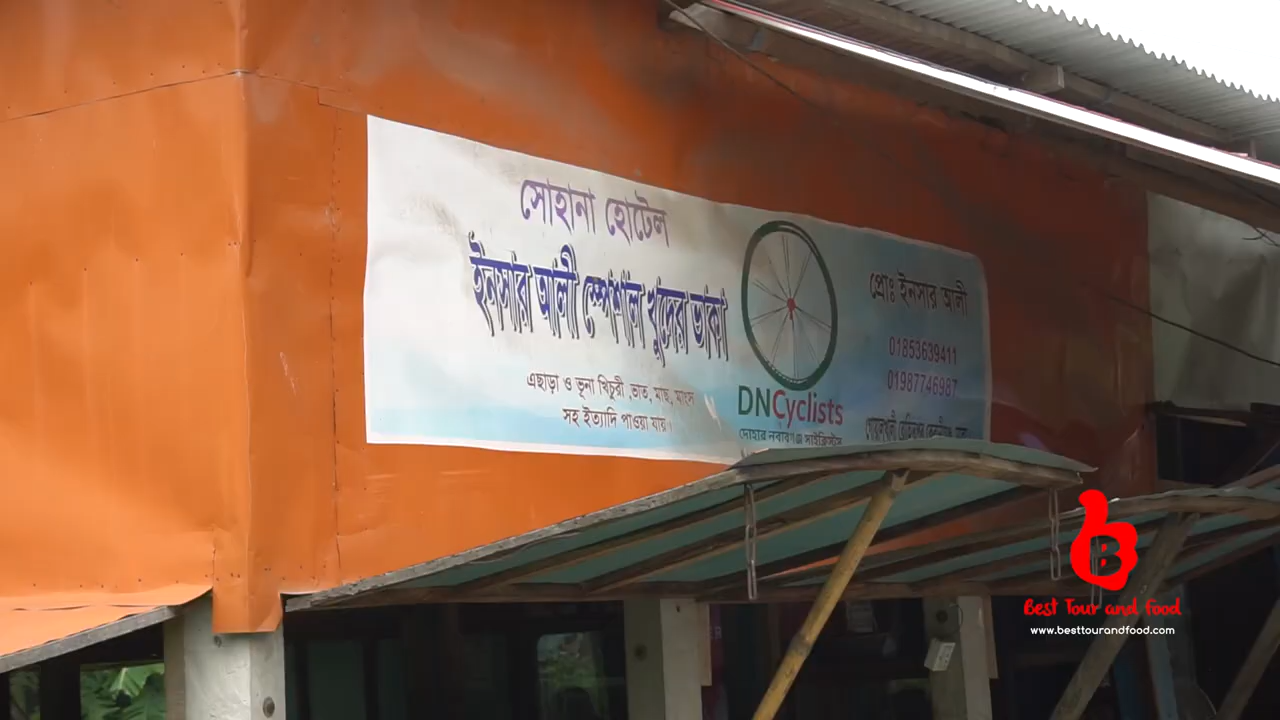 সোহানা হোটেল
ইনসার আলী স্পেশাল খুদের ভাকা
এছাড়া ও ভূনা খিচুরী ,ভাত, মাছ, মাংস
সহ ইত্যাদি পাওয়া যায়।
DNCyclists
দোহার নবাবগঞ্জ সাইক্লিস্টস
প্রোঃ ইনসার আলী
01853639411
01987746987
Best Tour and food
www.besttourandfood.com